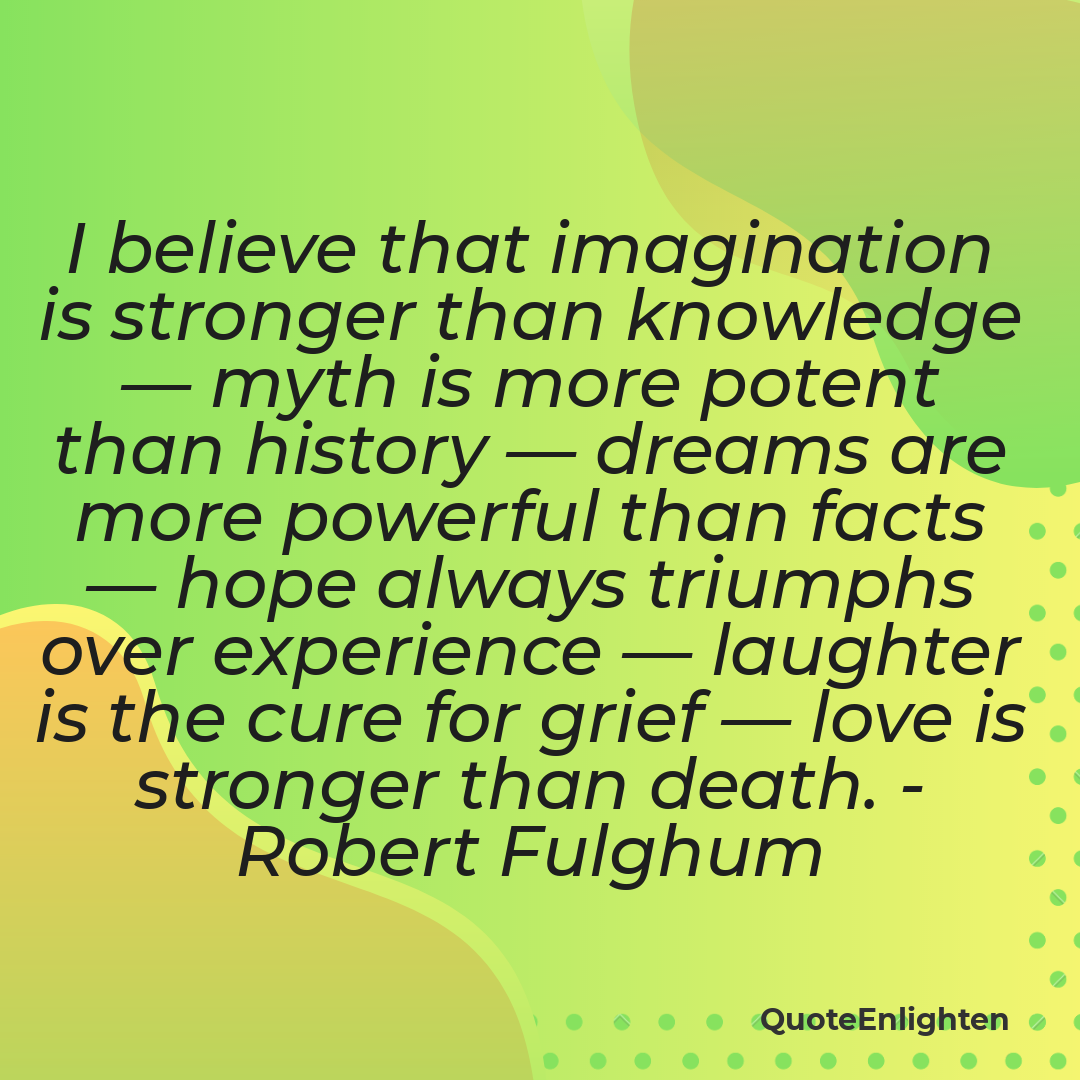 I believe that imagination
is stronger than knowledge
— myth is more potent
than history — dreams are
more powerful than facts
— hope always triumphs
over experience — laughter
is the cure for grief — love is
stronger than death. -
Robert Fulghum
QuoteEnlighten